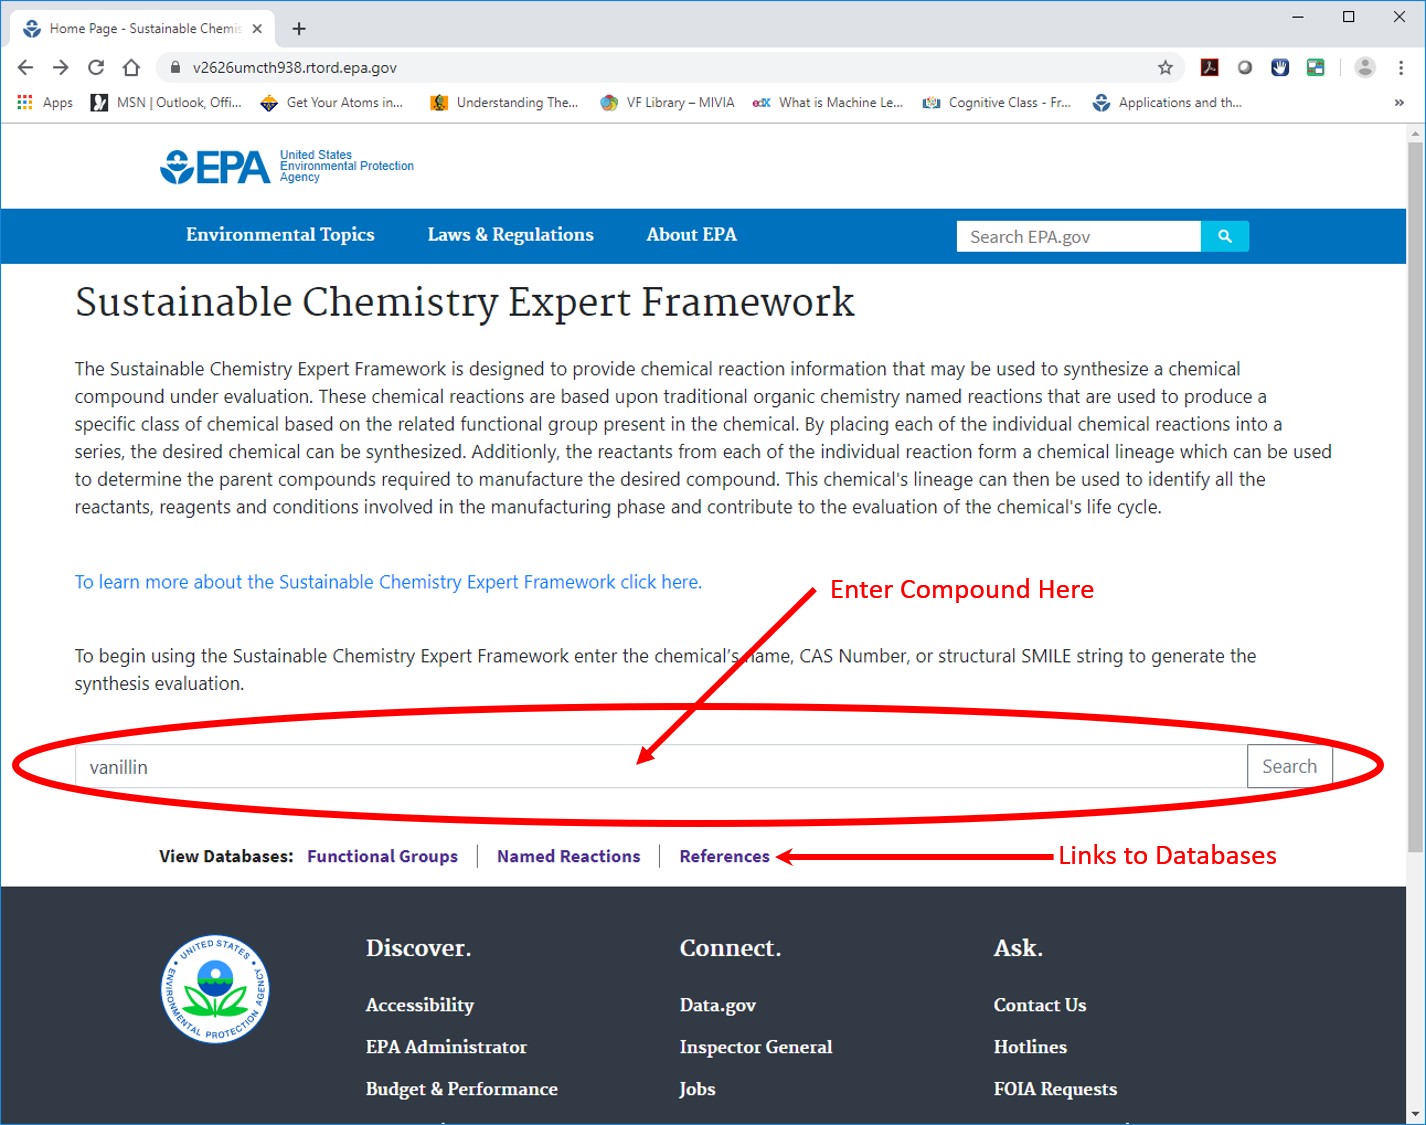 Home Page - Sustainable Chemis
v2626umcth938.rtord.epa.gov
Apps
MSN | Outlook, Offi...
Get Your Atoms in...
Understanding The...
VF Library – MIVIA
edX What is Machine Le...
Cognitive Class - Fr...
Applications and th...
»
EPA
United States
Environmental Protection
Agency
Environmental Topics
Laws & Regulations
About EPA
Search EPA.gov
Sustainable Chemistry Expert Framework
The Sustainable Chemistry Expert Framework is designed to provide chemical reaction information that may be used to synthesize a chemical
compound under evaluation. These chemical reactions are based upon traditional organic chemistry named reactions that are used to produce a
specific class of chemical based on the related functional group present in the chemical. By placing each of the individual chemical reactions into a
series, the desired chemical can be synthesized. Additionly, the reactants from each of the individual reaction form a chemical lineage which can be used
to determine the parent compounds required to manufacture the desired compound. This chemical's lineage can then be used to identify all the
reactants, reagents and conditions involved in the manufacturing phase and contribute to the evaluation of the chemical's life cycle.
To learn more about the Sustainable Chemistry Expert Framework click here.
Enter Compound Here
To begin using the Sustainable Chemistry Expert Framework enter the chemical's name, CAS Number, or structural SMILE string to generate the
synthesis evaluation.
vanillin
Search
View Databases: Functional Groups | Named Reactions | References
Links to Databases
UNITED STATES
ENVIRONMENTAL PROTECTION AGENCY
Discover.
Accessibility
EPA Administrator
Budget & Performance
Connect.
Data.gov
Inspector General
Jobs
Ask.
Contact Us
Hotlines
FOIA Requests